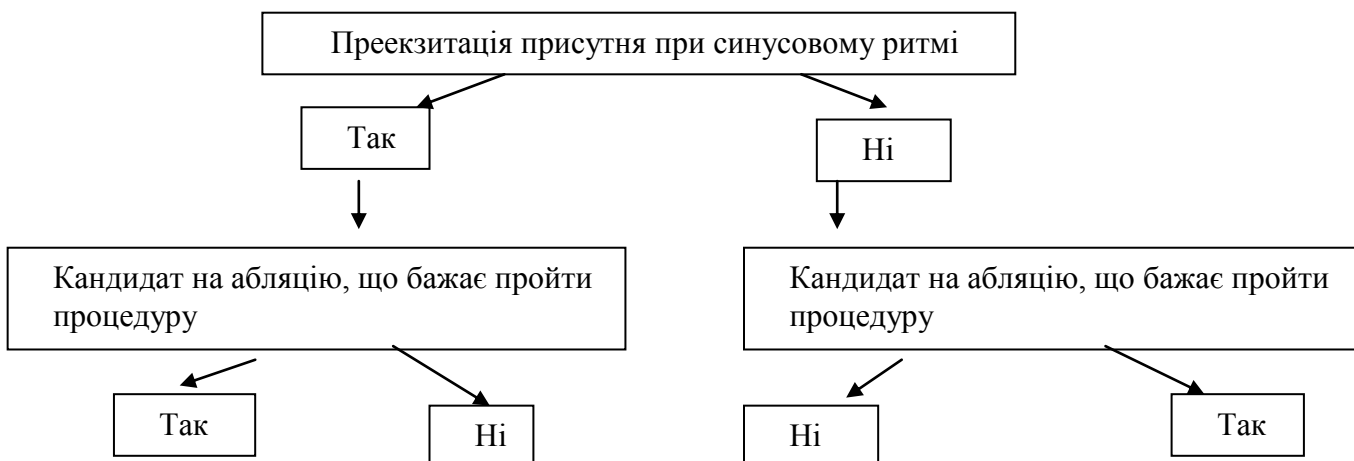 Преекзитація присутня при синусовому ритмі
Так
Ні
Кандидат на абляцію, що бажає пройти
процедуру
Кандидат на абляцію, що бажає пройти
процедуру
Так
Ні
Ні
Так